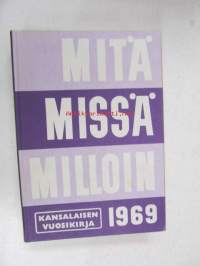 MITÄ
MISSÄ
MILLOIN
KANSALAISEN
VUOSIKIRJA
1969